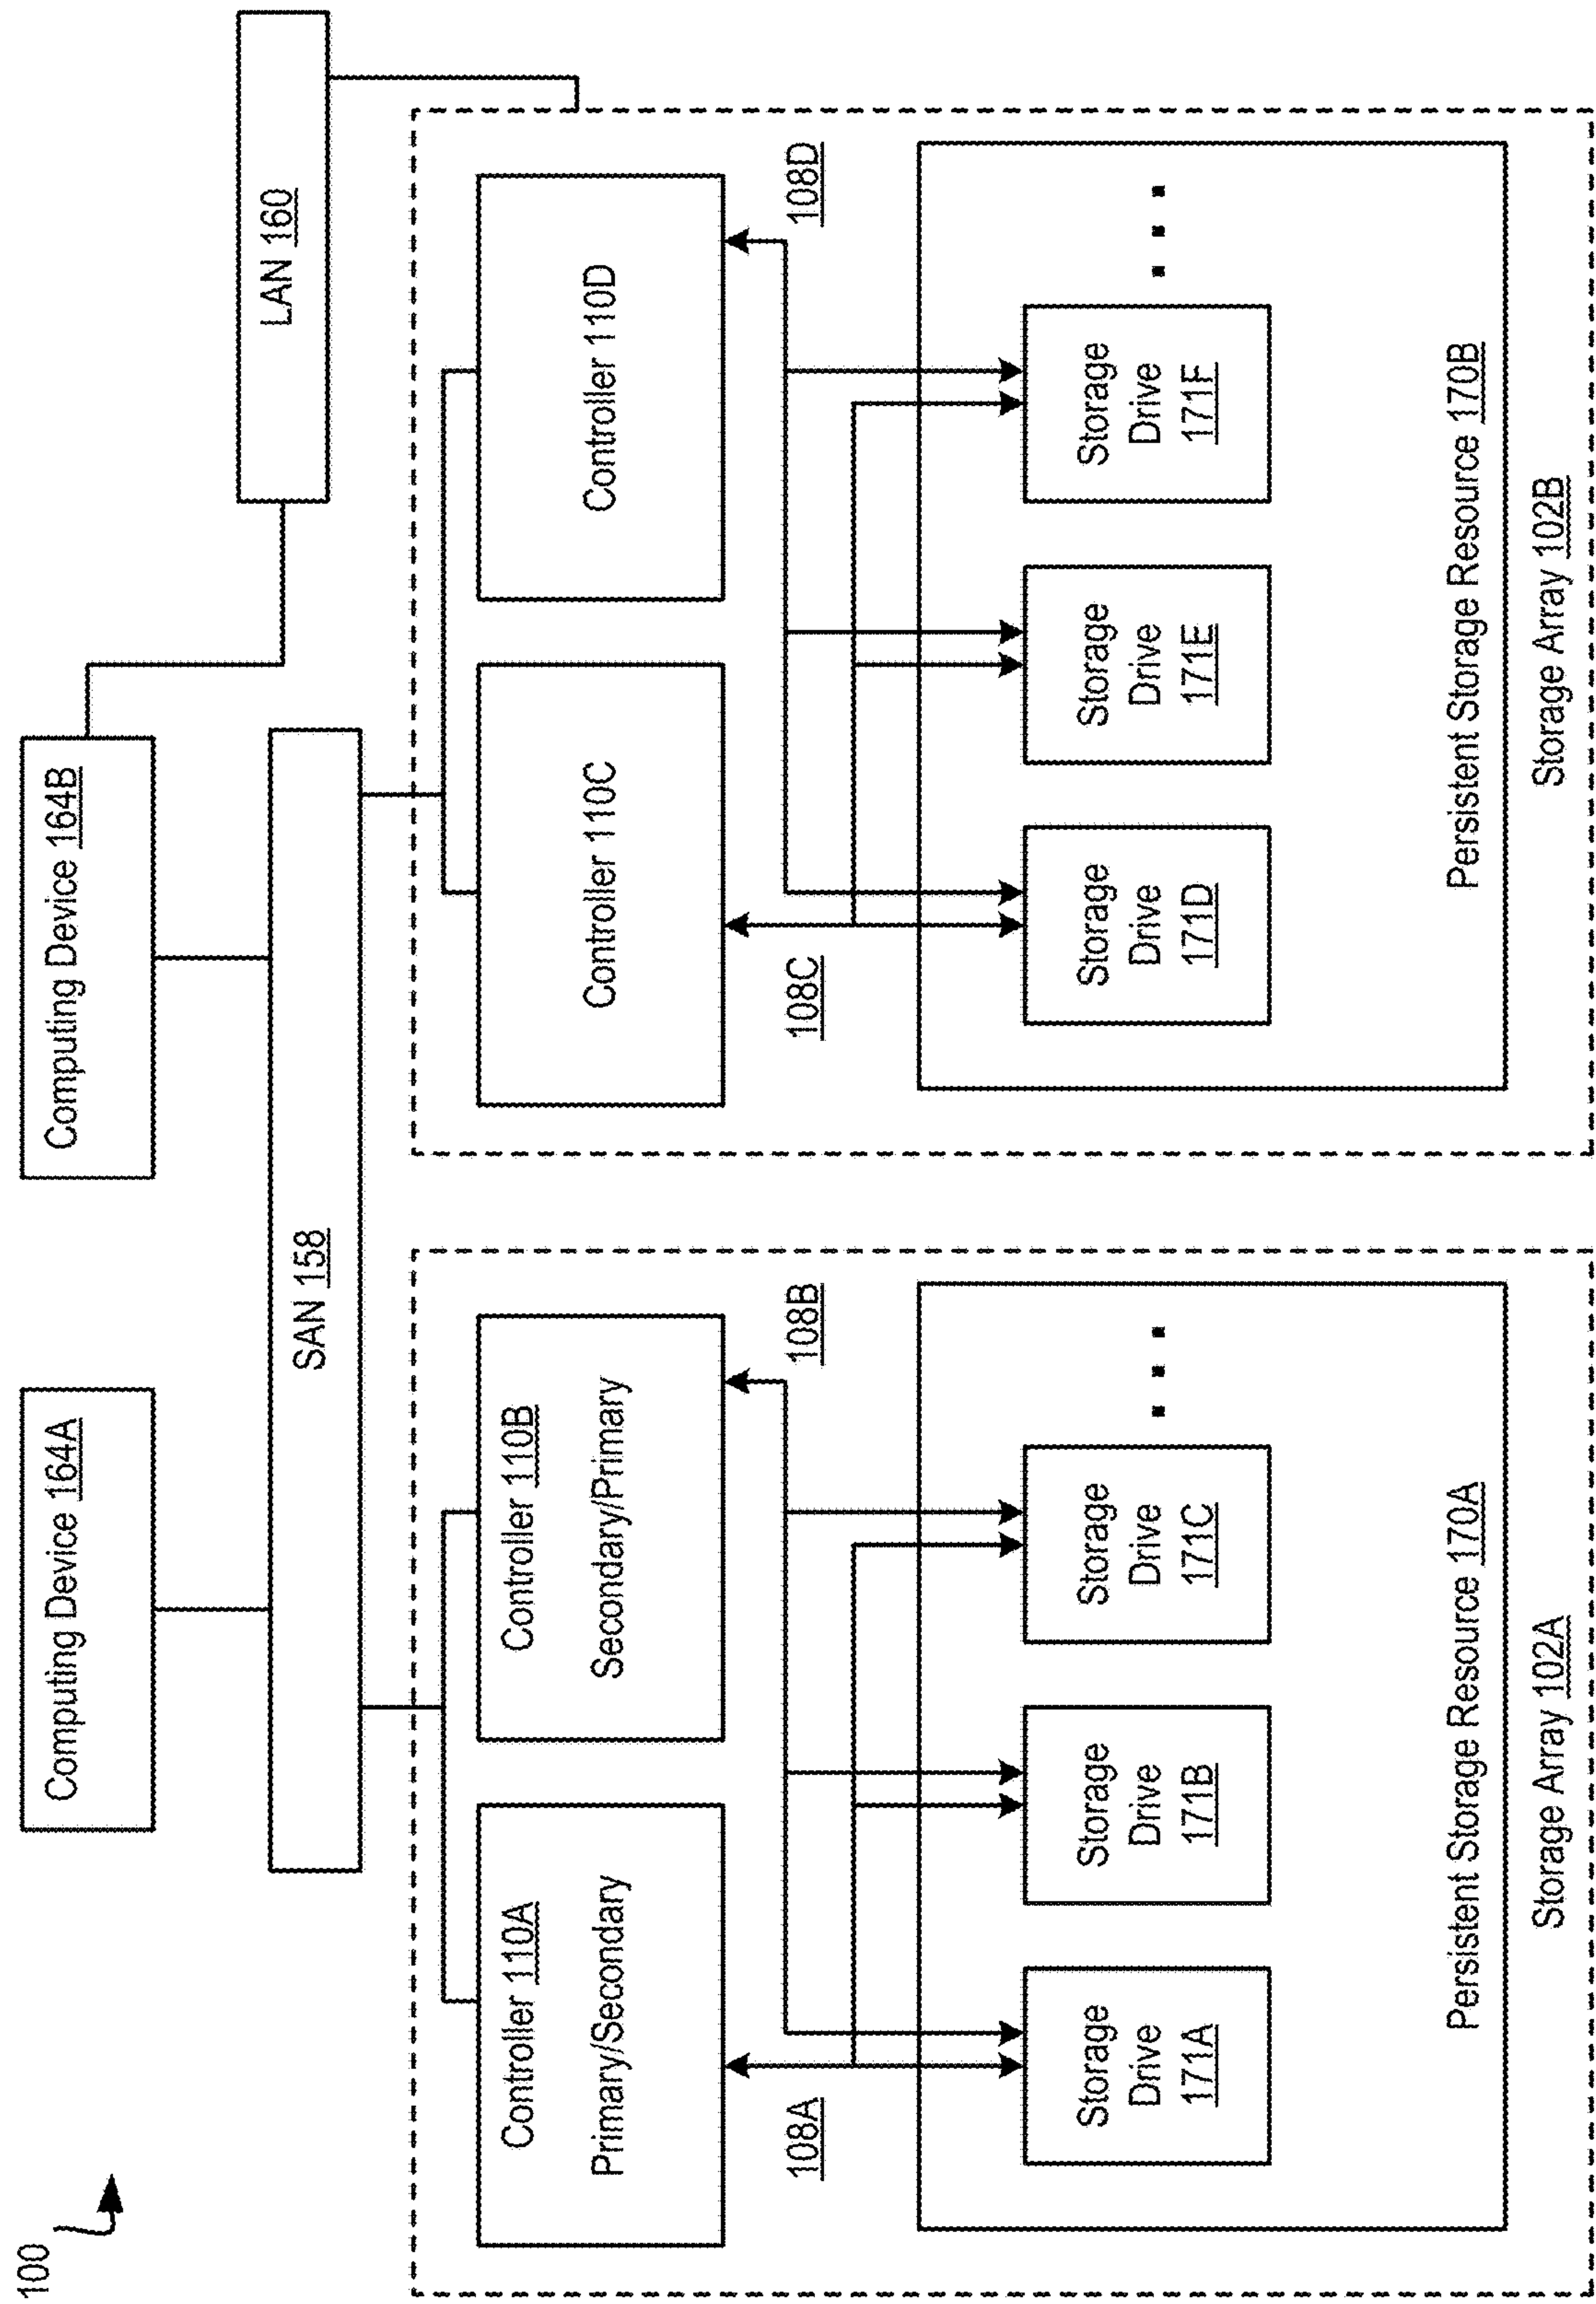 100
Computing Device 164A
Computing Device 164B
SAN 158
LAN 160
Controller 110A
Primary/Secondary
Controller 110B
Secondary/Primary
Controller 110C
Controller 110D
108A
108B
108C
108D
Storage
Drive
171A
Storage
Drive
171B
Storage
Drive
171C
Storage
Drive
171D
Storage
Drive
171E
Storage
Drive
171F
Persistent Storage Resource 170A
Persistent Storage Resource 170B
Storage Array 102A
Storage Array 102B